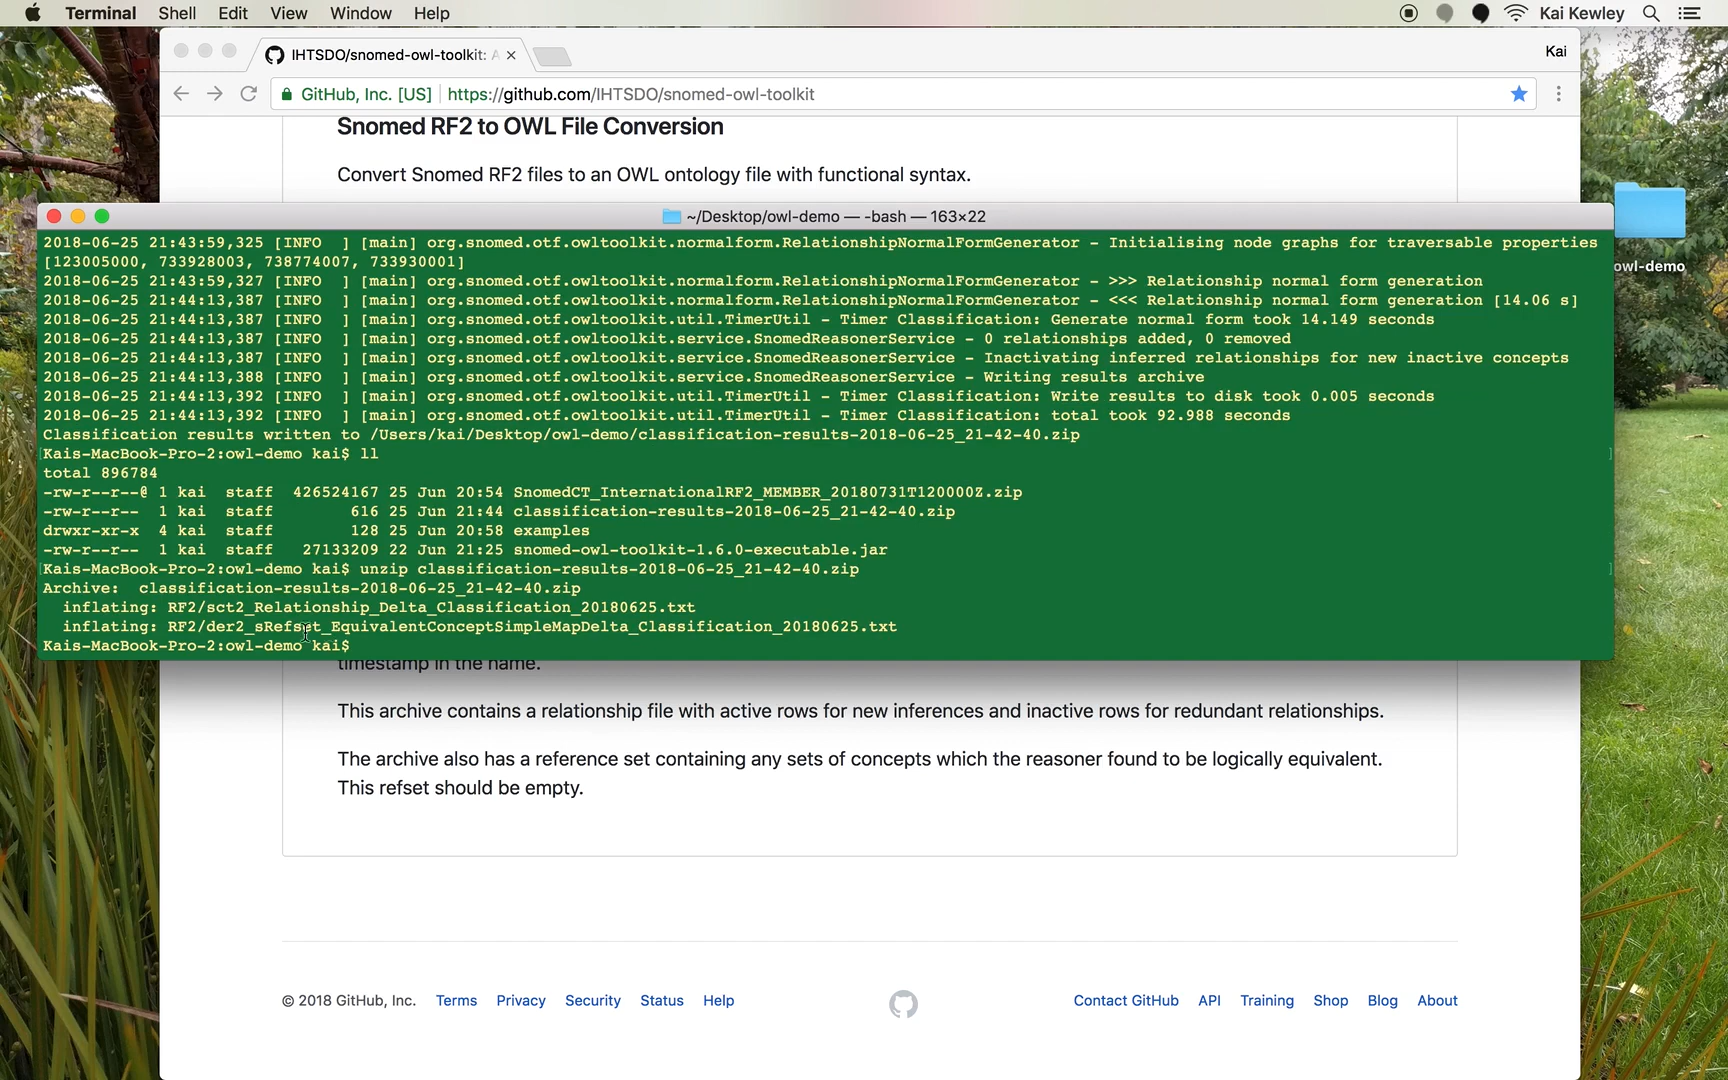 Terminal Shell Edit View Window Help Kai Kewley
IHTSDO/snomed-owl-toolkit: A Kai
GitHub, Inc. [US] https://github.com/IHTSDO/snomed-owl-toolkit
Snomed RF2 to OWL File Conversion
Convert Snomed RF2 files to an OWL ontology file with functional syntax.
~/Desktop/owl-demo — -bash — 163×22
2018-06-25 21:43:59,325 [INFO  ] [main] org.snomed.otf.owltoolkit.normalform.RelationshipNormalFormGenerator - Initialising node graphs for traversable properties
[123005000, 733928003, 738774007, 733930001]
2018-06-25 21:43:59,327 [INFO  ] [main] org.snomed.otf.owltoolkit.normalform.RelationshipNormalFormGenerator - >>> Relationship normal form generation
2018-06-25 21:44:13,387 [INFO  ] [main] org.snomed.otf.owltoolkit.normalform.RelationshipNormalFormGenerator - <<< Relationship normal form generation [14.06 s]
2018-06-25 21:44:13,387 [INFO  ] [main] org.snomed.otf.owltoolkit.util.TimerUtil - Timer Classification: Generate normal form took 14.149 seconds
2018-06-25 21:44:13,387 [INFO  ] [main] org.snomed.otf.owltoolkit.service.SnomedReasonerService - 0 relationships added, 0 removed
2018-06-25 21:44:13,387 [INFO  ] [main] org.snomed.otf.owltoolkit.service.SnomedReasonerService - Inactivating inferred relationships for new inactive concepts
2018-06-25 21:44:13,388 [INFO  ] [main] org.snomed.otf.owltoolkit.service.SnomedReasonerService - Writing results archive
2018-06-25 21:44:13,392 [INFO  ] [main] org.snomed.otf.owltoolkit.util.TimerUtil - Timer Classification: Write results to disk took 0.005 seconds
2018-06-25 21:44:13,392 [INFO  ] [main] org.snomed.otf.owltoolkit.util.TimerUtil - Timer Classification: total took 92.988 seconds
Classification results written to /Users/kai/Desktop/owl-demo/classification-results-2018-06-25_21-42-40.zip
[Kais-MacBook-Pro-2:owl-demo kai$ ll ]
total 896784
-rw-r--r--@ 1 kai  staff  426524167 25 Jun 20:54 SnomedCT_InternationalRF2_MEMBER_20180731T120000Z.zip
-rw-r--r--  1 kai  staff        616 25 Jun 21:44 classification-results-2018-06-25_21-42-40.zip
drwxr-xr-x  4 kai  staff        128 25 Jun 20:58 examples
-rw-r--r--  1 kai  staff   27133209 22 Jun 21:25 snomed-owl-toolkit-1.6.0-executable.jar
[Kais-MacBook-Pro-2:owl-demo kai$ unzip classification-results-2018-06-25_21-42-40.zip ]
Archive:  classification-results-2018-06-25_21-42-40.zip
  inflating: RF2/sct2_Relationship_Delta_Classification_20180625.txt
  inflating: RF2/der2_sRefset_EquivalentConceptSimpleMapDelta_Classification_20180625.txt
Kais-MacBook-Pro-2:owl-demo kai$
owl-demo
timestamp in the name.
This archive contains a relationship file with active rows for new inferences and inactive rows for redundant relationships.
The archive also has a reference set containing any sets of concepts which the reasoner found to be logically equivalent.
This refset should be empty.
© 2018 GitHub, Inc. Terms Privacy Security Status Help Contact GitHub API Training Shop Blog About